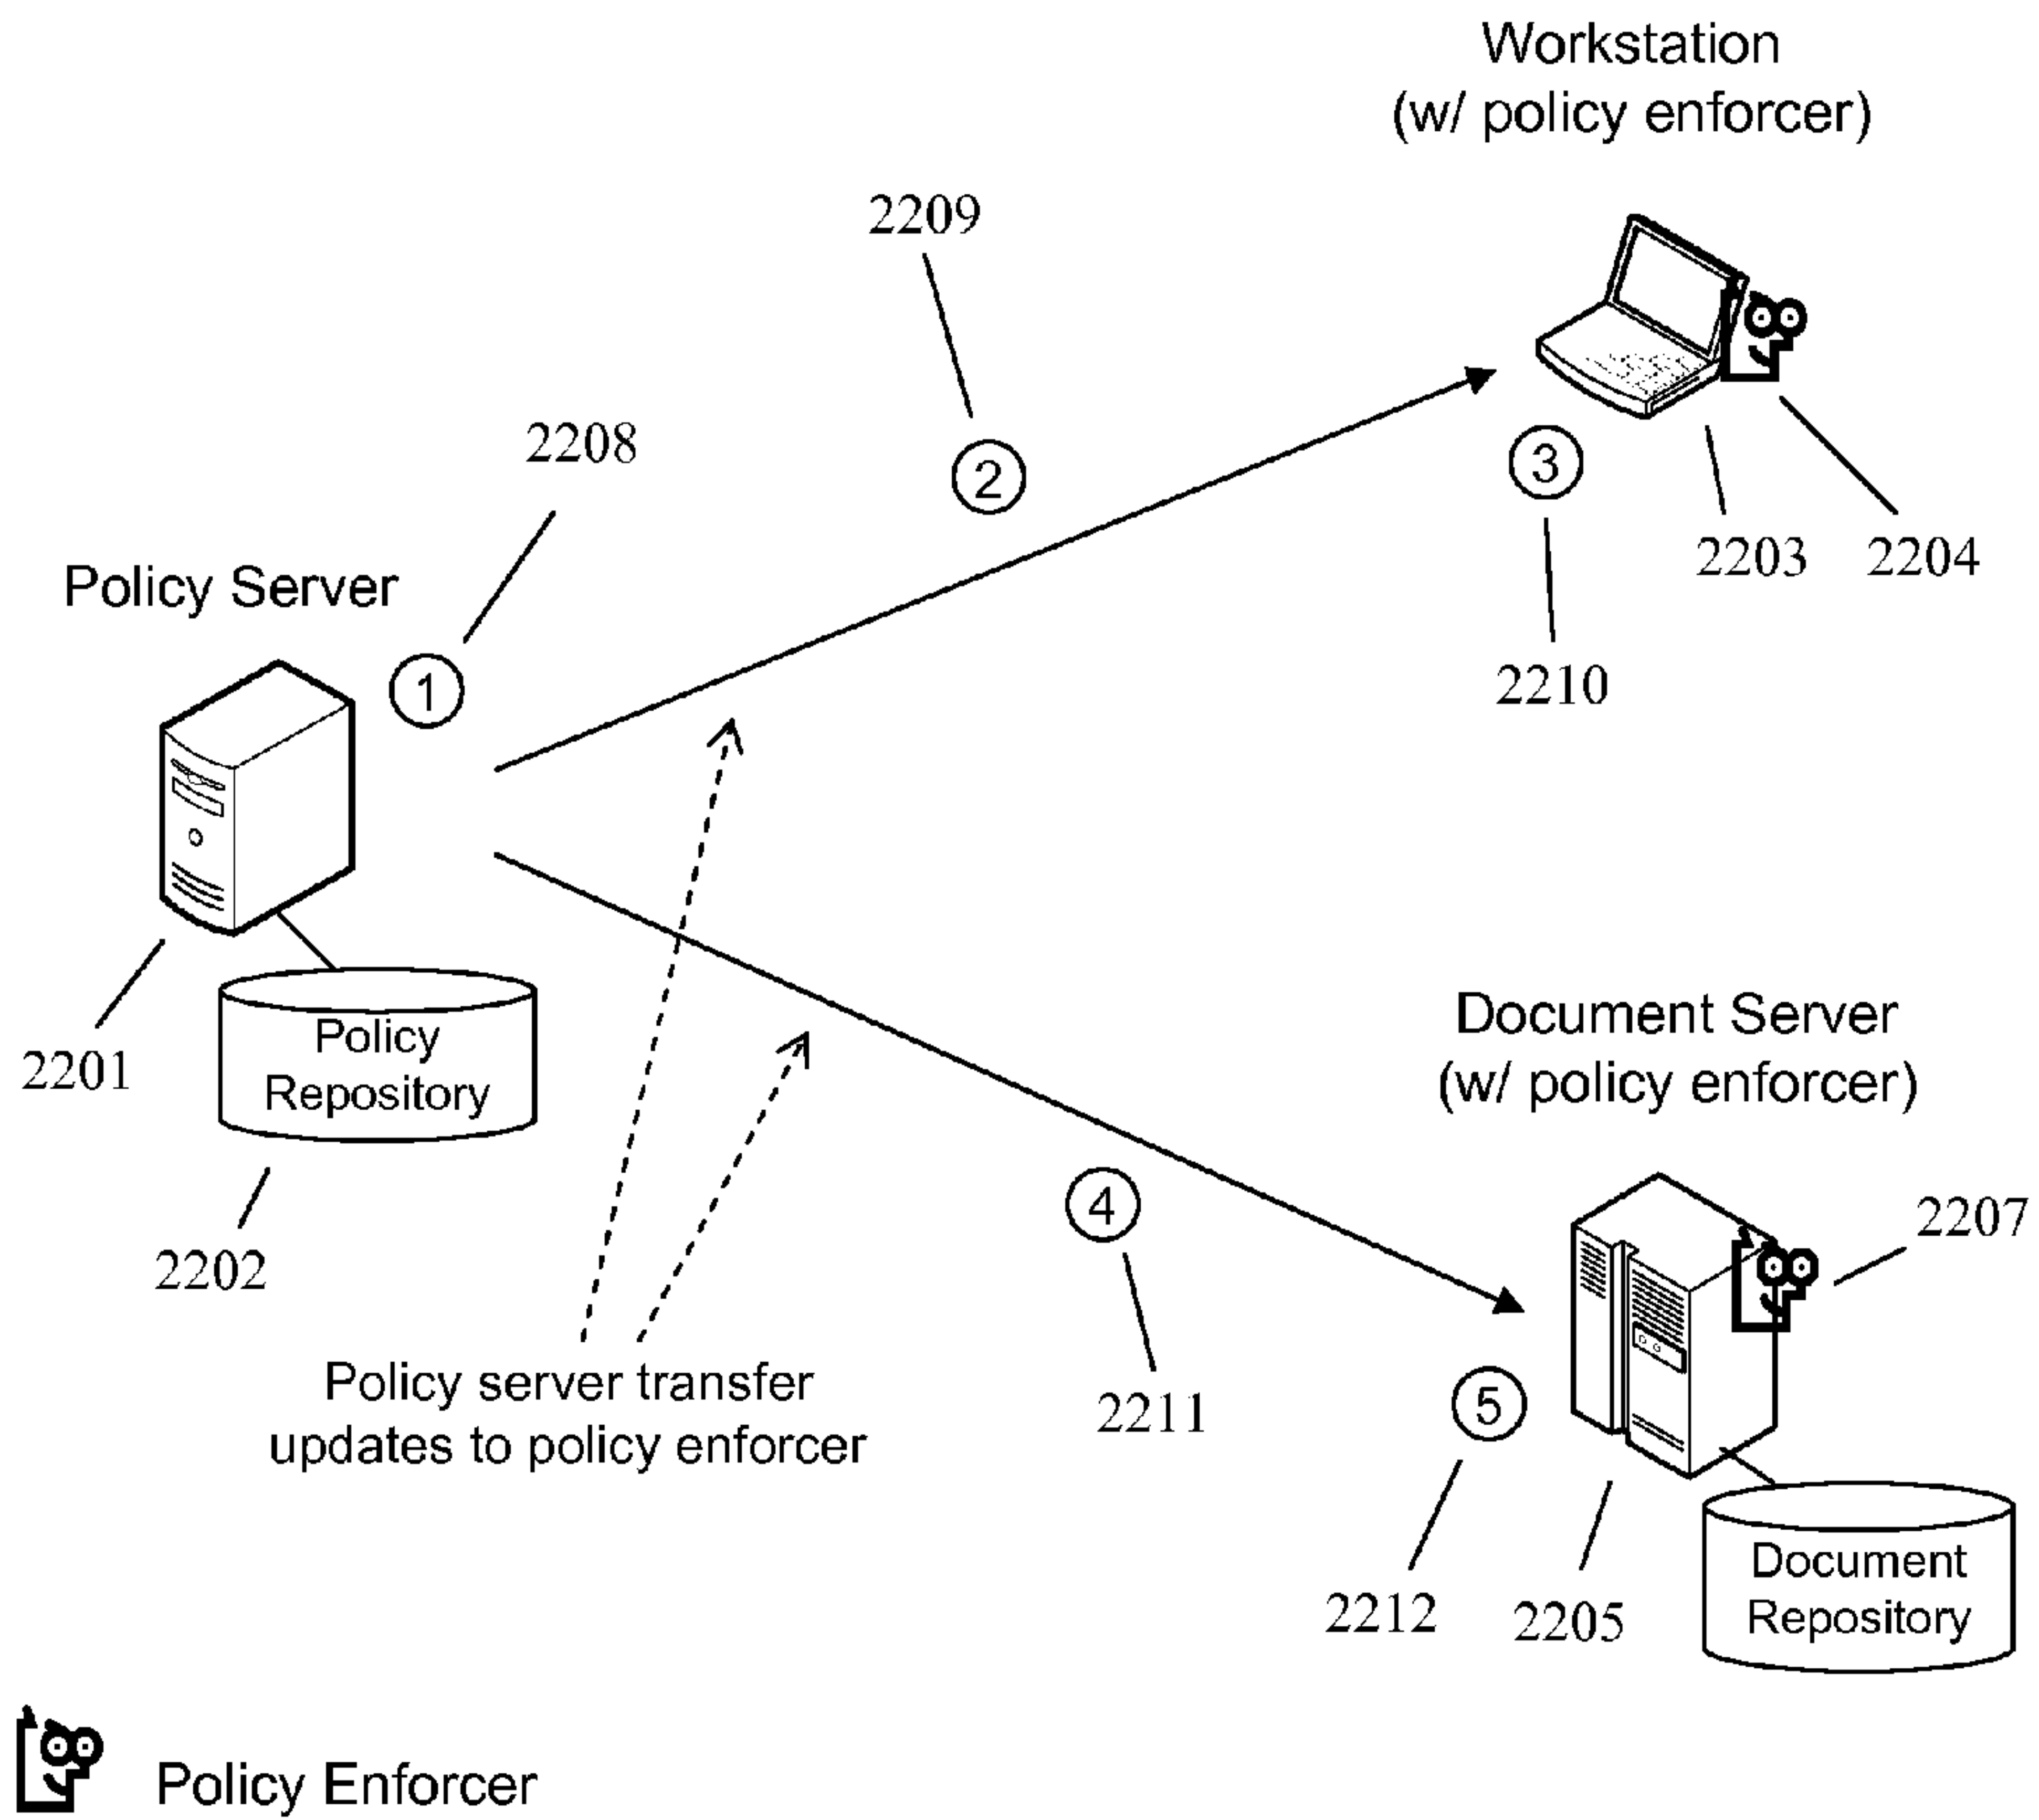 Workstation
(w/ policy enforcer)
2209
2208
2
3
2203
2204
Policy Server
2210
1
Document Server
(w/ policy enforcer)
Policy
Repository
2201
4
2207
2202
Policy server transfer
updates to policy enforcer
2211
5
2212
2205
Document
Repository
Policy Enforcer